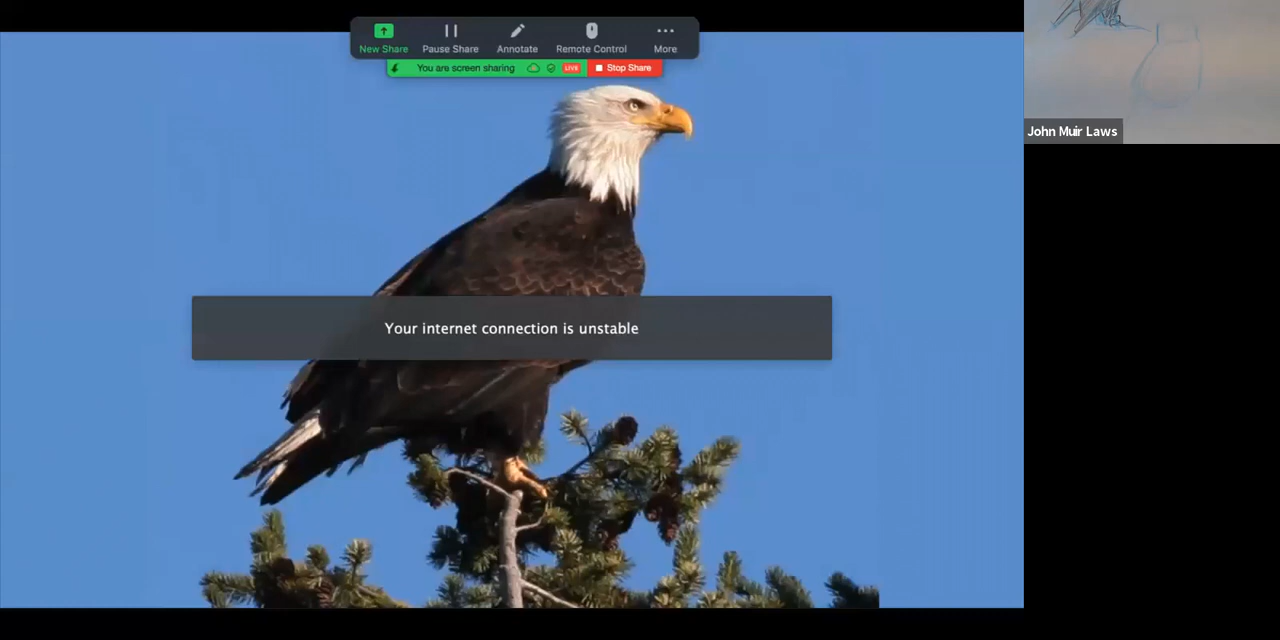 New Share
Pause Share
Annotate
Remote Control
More
You are screen sharing
LIVE
Stop Share
John Muir Laws
Your internet connection is unstable